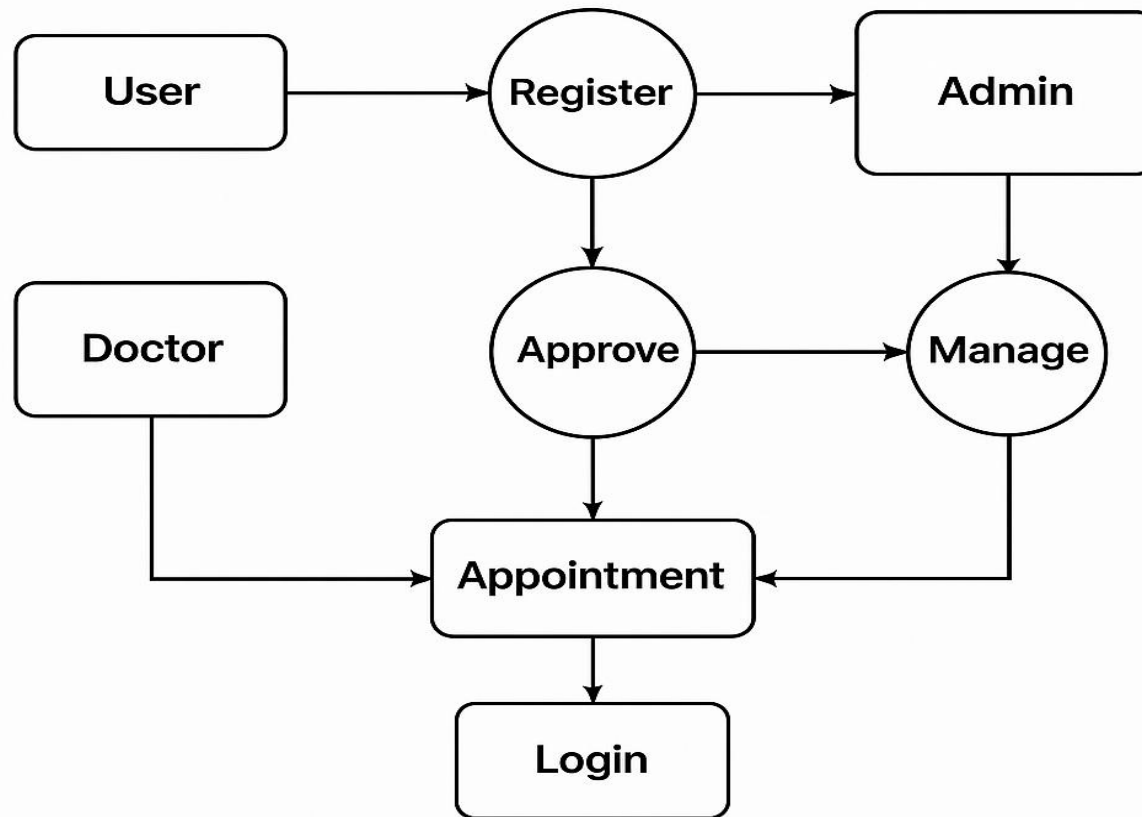 User
Register
Admin
Doctor
Approve
Manage
Appointment
Login